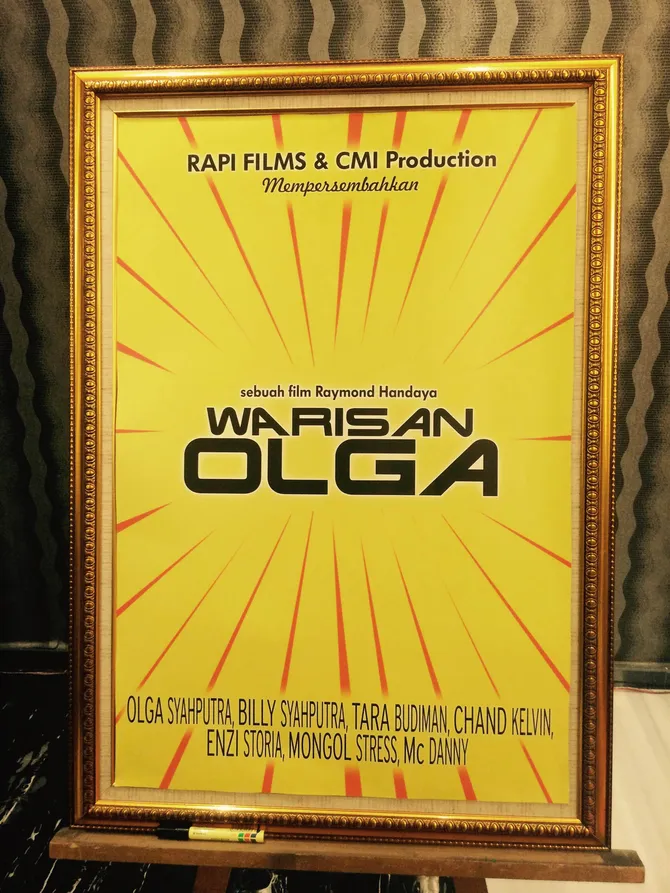 RAPI FILMS & CMI Production
Mempersembahkan
sebuah film Raymond Handaya
WARISAN
OLGA
OLGA SYAHPUTRA, BILLY SYAHPUTRA, TARA BUDIMAN, CHAND KELVIN,
ENZI STORIA, MONGOL STRESS, Mc DANNY